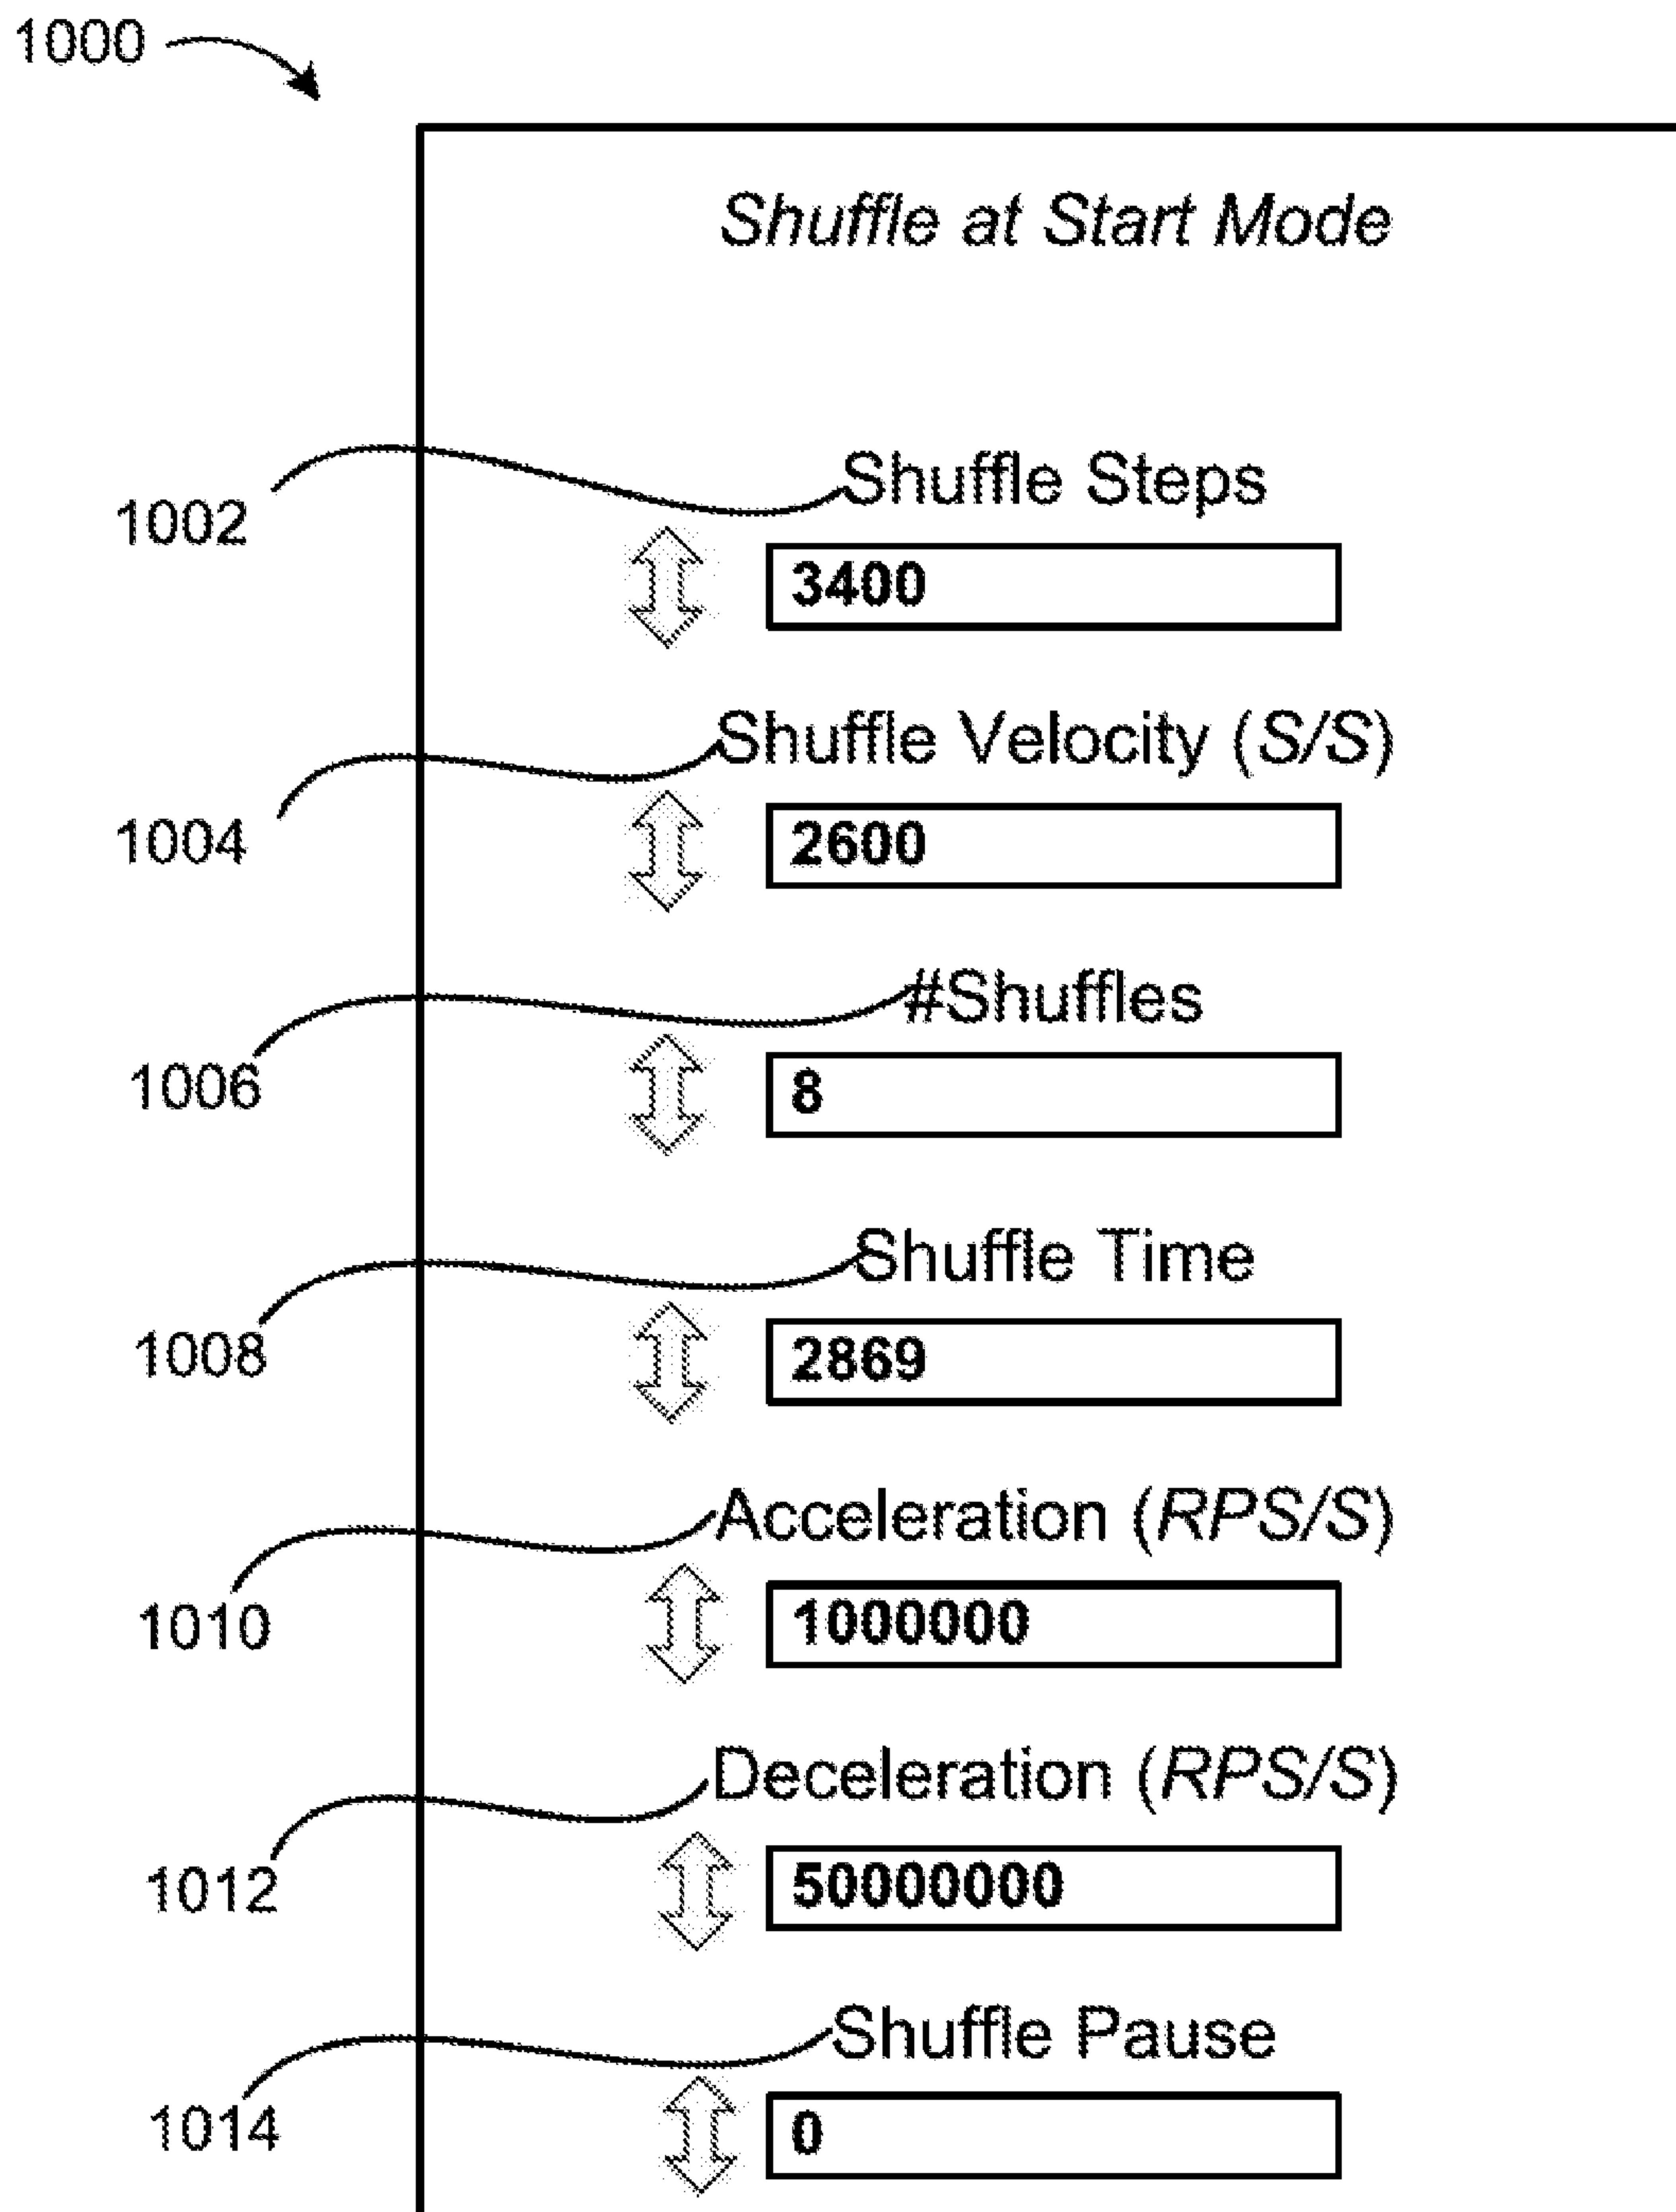 1000
Shuffle at Start Mode
Shuffle Steps
1002
3400
Shuffle Velocity (S/S)
1004
2600
#Shuffles
1006
8
Shuffle Time
1008
2869
Acceleration (RPS/S)
1010
1000000
Deceleration (RPS/S)
1012
50000000
Shuffle Pause
1014
0